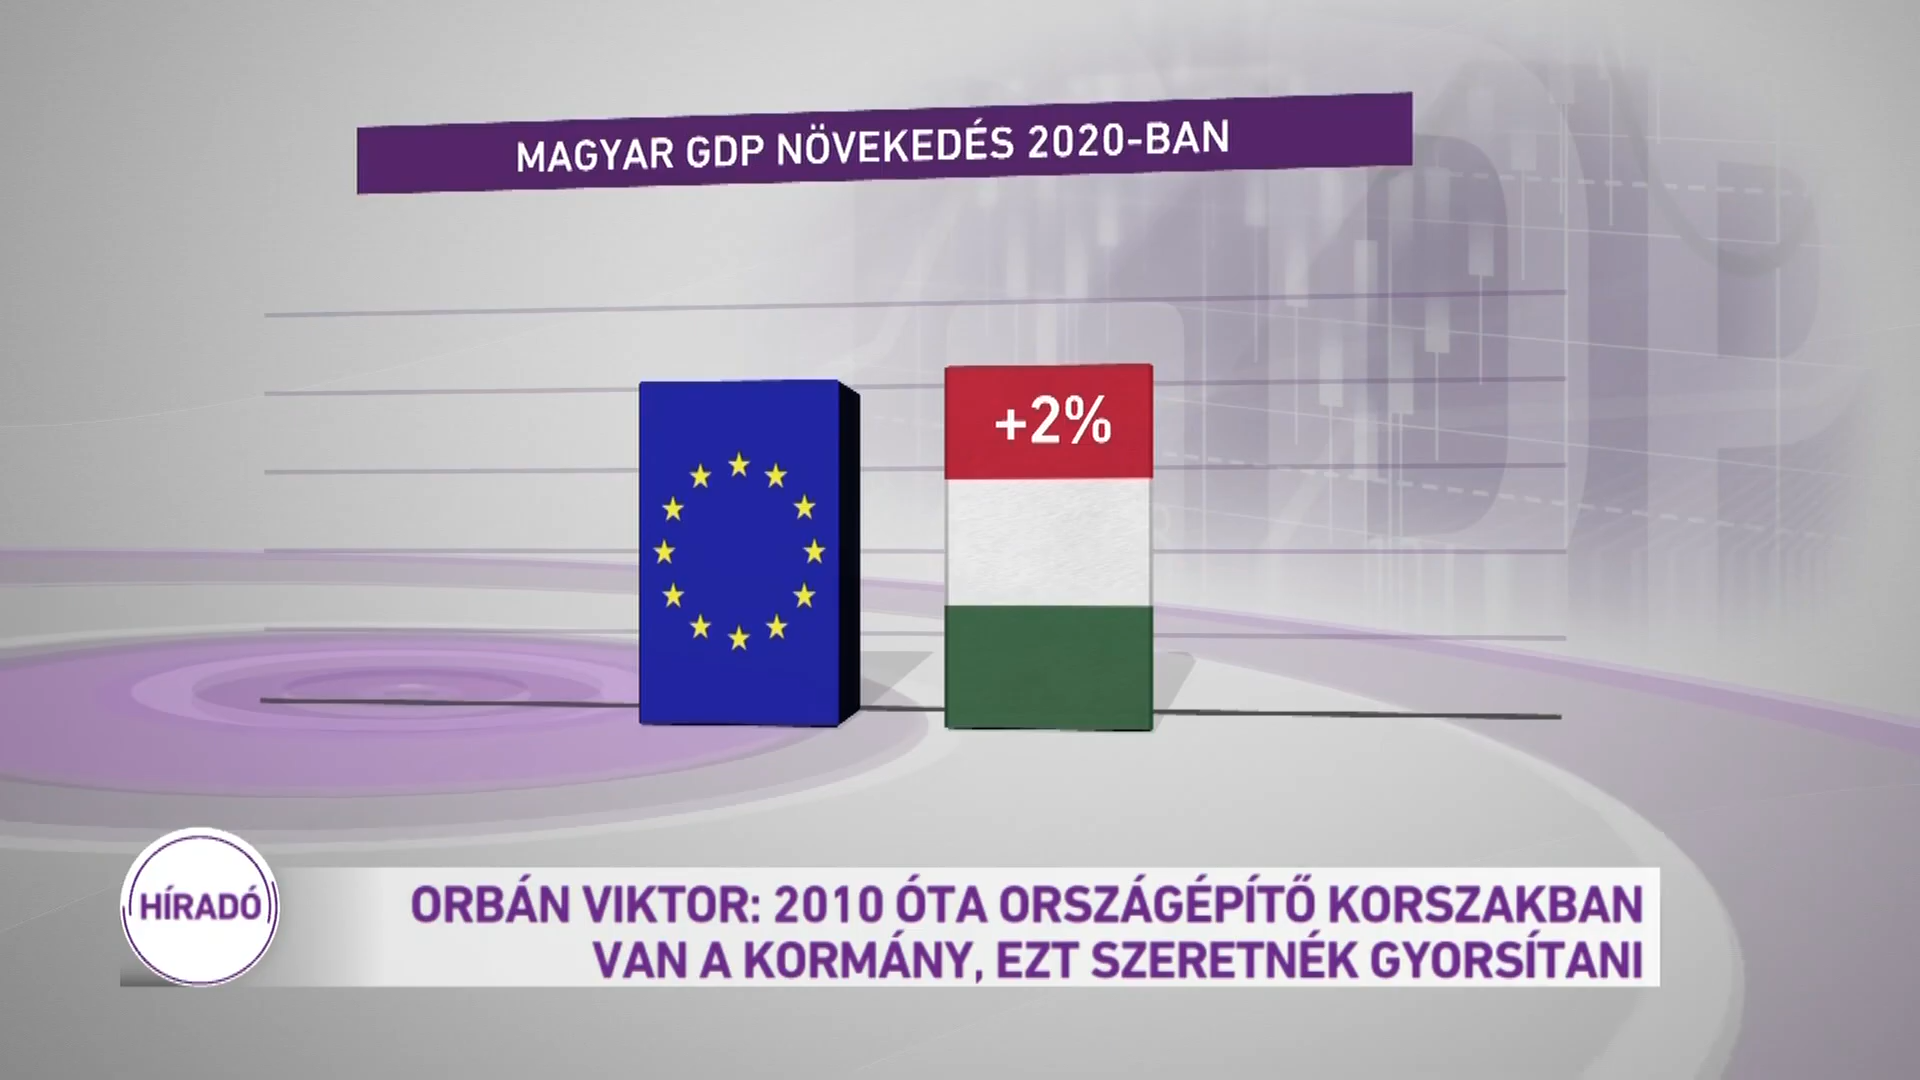 MAGYAR GDP NÖVEKEDÉS 2020-BAN
+2%
HÍRADÓ
ORBÁN VIKTOR: 2010 ÓTA ORSZÁGÉPÍTŐ KORSZAKBAN
VAN A KORMÁNY, EZT SZERETNÉK GYORSÍTANI